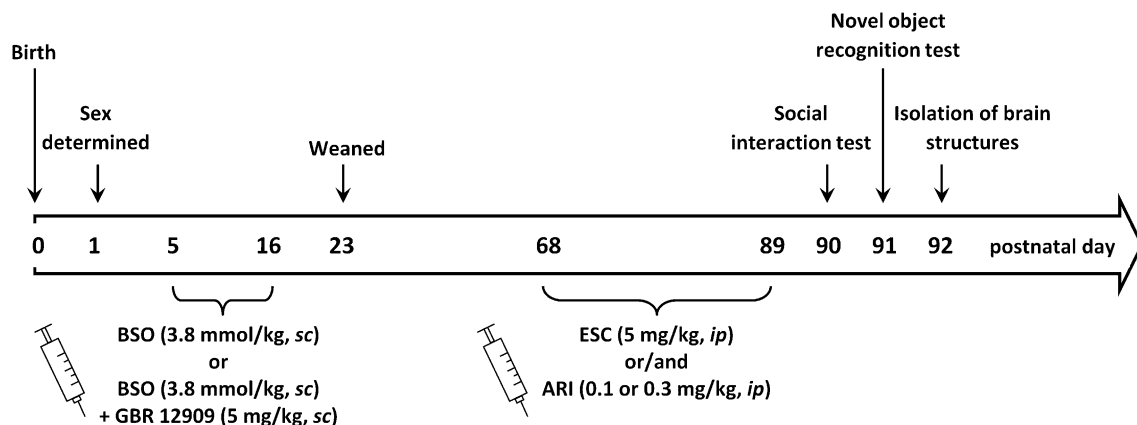 Novel object
recognition test
Birth
Sex
determined
Weaned
Social
interaction test
Isolation of brain
structures
0 1 5 16 23 68 89 90 91 92 postnatal day
BSO (3.8 mmol/kg, sc)
or
BSO (3.8 mmol/kg, sc)
+ GBR 12909 (5 mg/kg, sc)
ESC (5 mg/kg, ip)
or/and
ARI (0.1 or 0.3 mg/kg, ip)